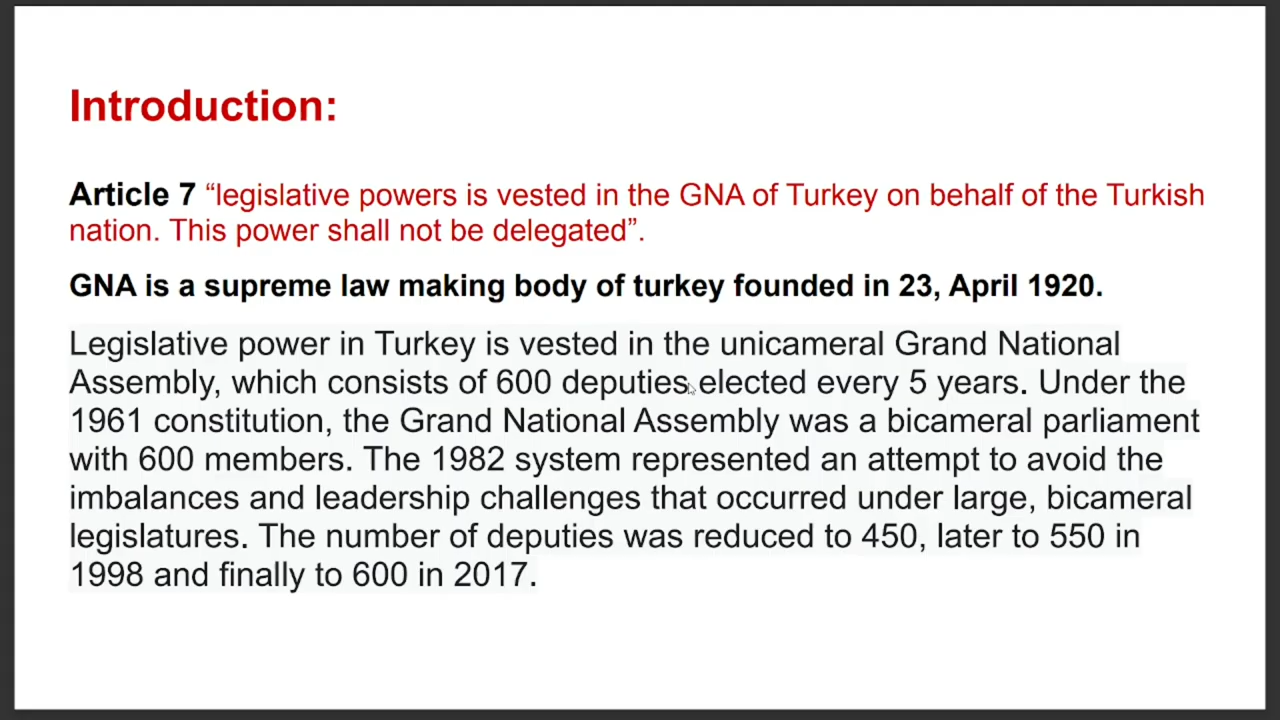 Introduction:
Article 7 “legislative powers is vested in the GNA of Turkey on behalf of the Turkish
nation. This power shall not be delegated”.
GNA is a supreme law making body of turkey founded in 23, April 1920.
Legislative power in Turkey is vested in the unicameral Grand National
Assembly, which consists of 600 deputies elected every 5 years. Under the
1961 constitution, the Grand National Assembly was a bicameral parliament
with 600 members. The 1982 system represented an attempt to avoid the
imbalances and leadership challenges that occurred under large, bicameral
legislatures. The number of deputies was reduced to 450, later to 550 in
1998 and finally to 600 in 2017.